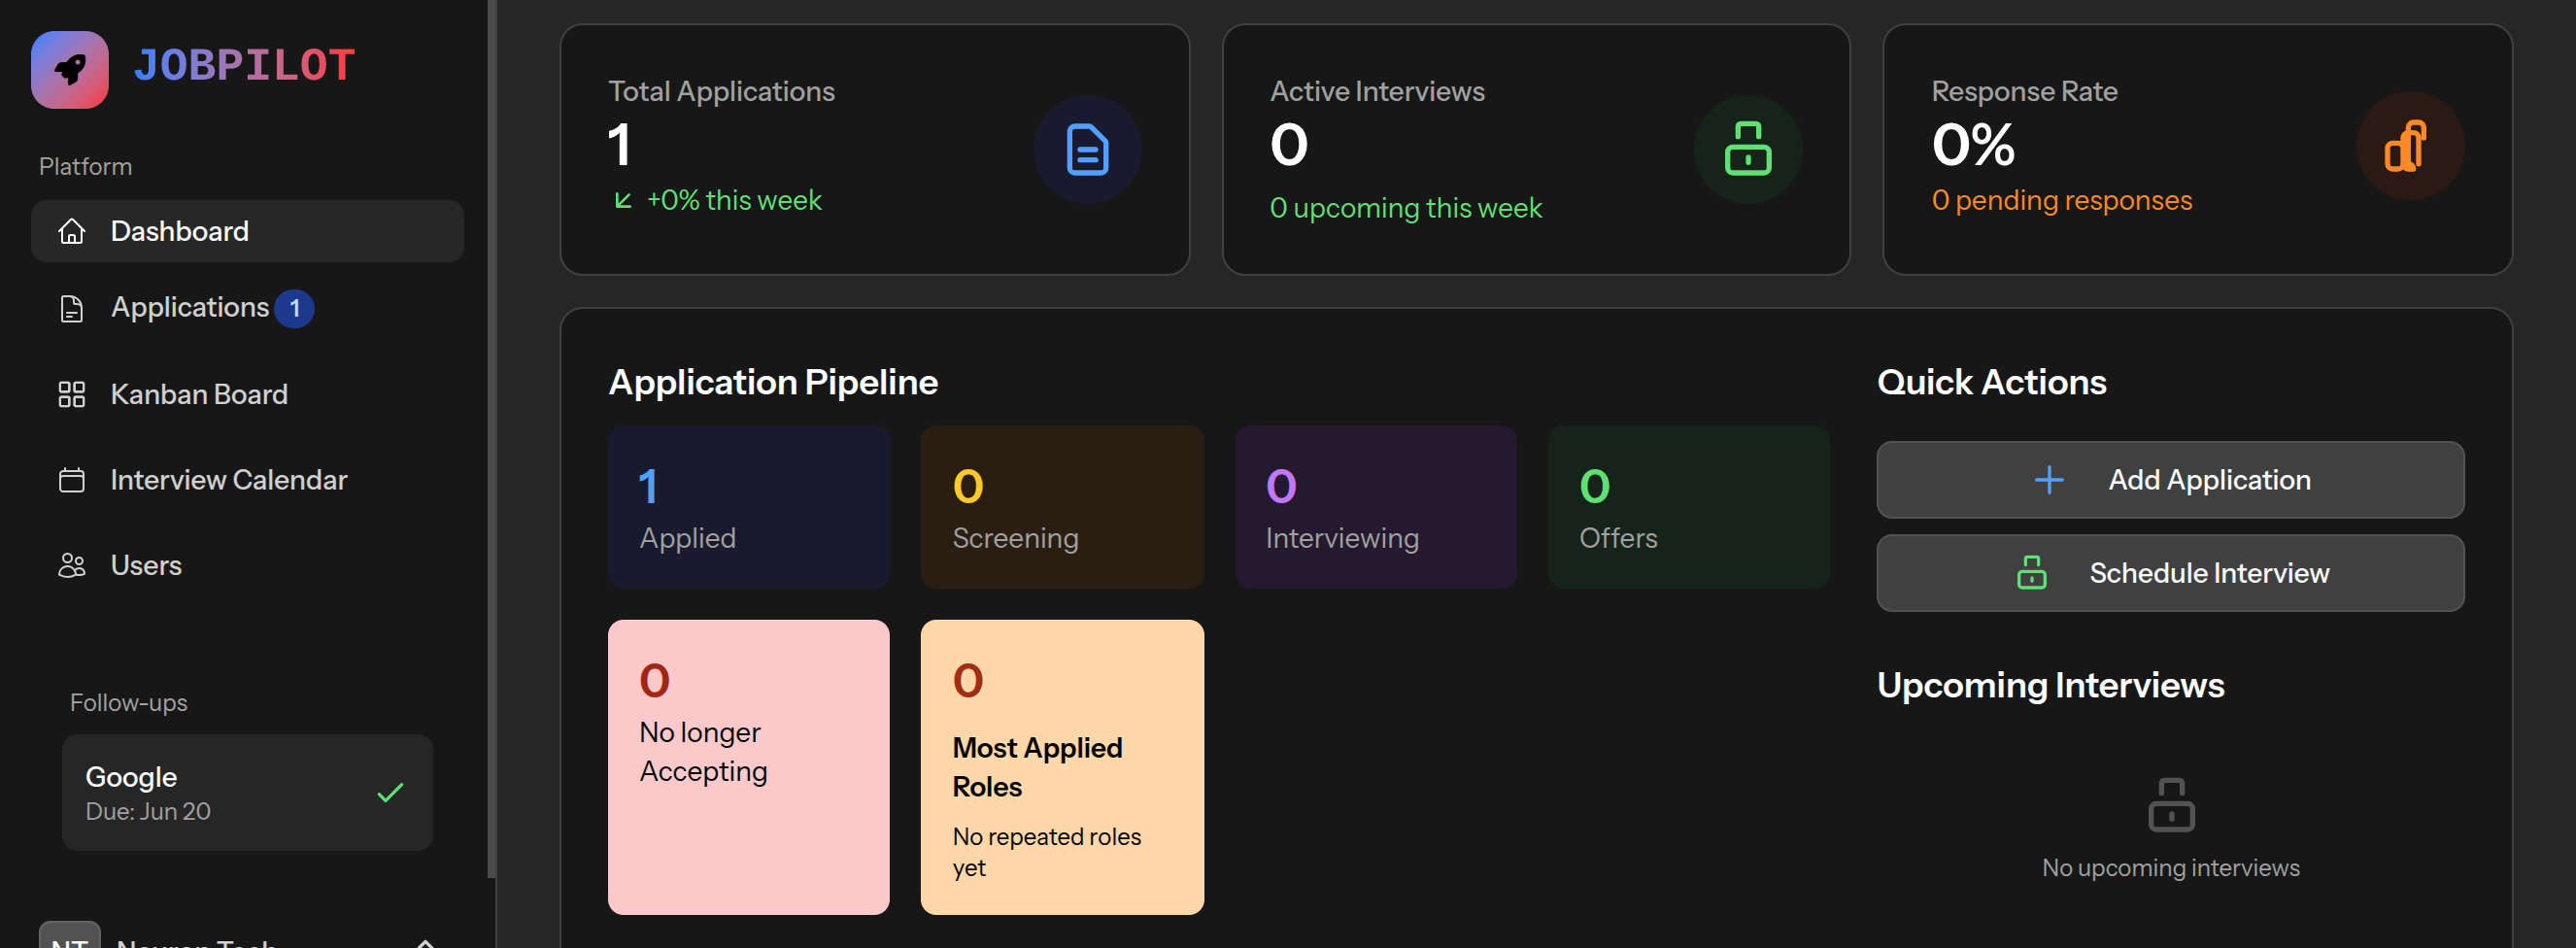 JOBPILOT
Platform
Dashboard
Applications 1
Kanban Board
Interview Calendar
Users
Follow-ups
Google
Due: Jun 20
NT Neuron Tech
Total Applications
1
+0% this week
Active Interviews
0
0 upcoming this week
Response Rate
0%
0 pending responses
Application Pipeline
1
Applied
0
Screening
0
Interviewing
0
Offers
0
No longer
Accepting
0
Most Applied
Roles
No repeated roles
yet
Quick Actions
Add Application
Schedule Interview
Upcoming Interviews
No upcoming interviews